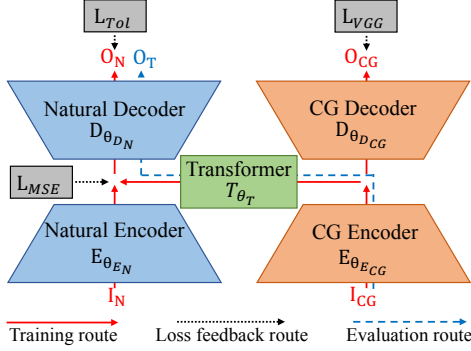 L_Tol
L_VGG
O_N O_T
O_CG
Natural Decoder
D_θ_D_N
CG Decoder
D_θ_D_CG
L_MSE
Transformer
T_θ_T
Natural Encoder
E_θ_E_N
CG Encoder
E_θ_E_CG
I_N
I_CG
Training route
Loss feedback route
Evaluation route